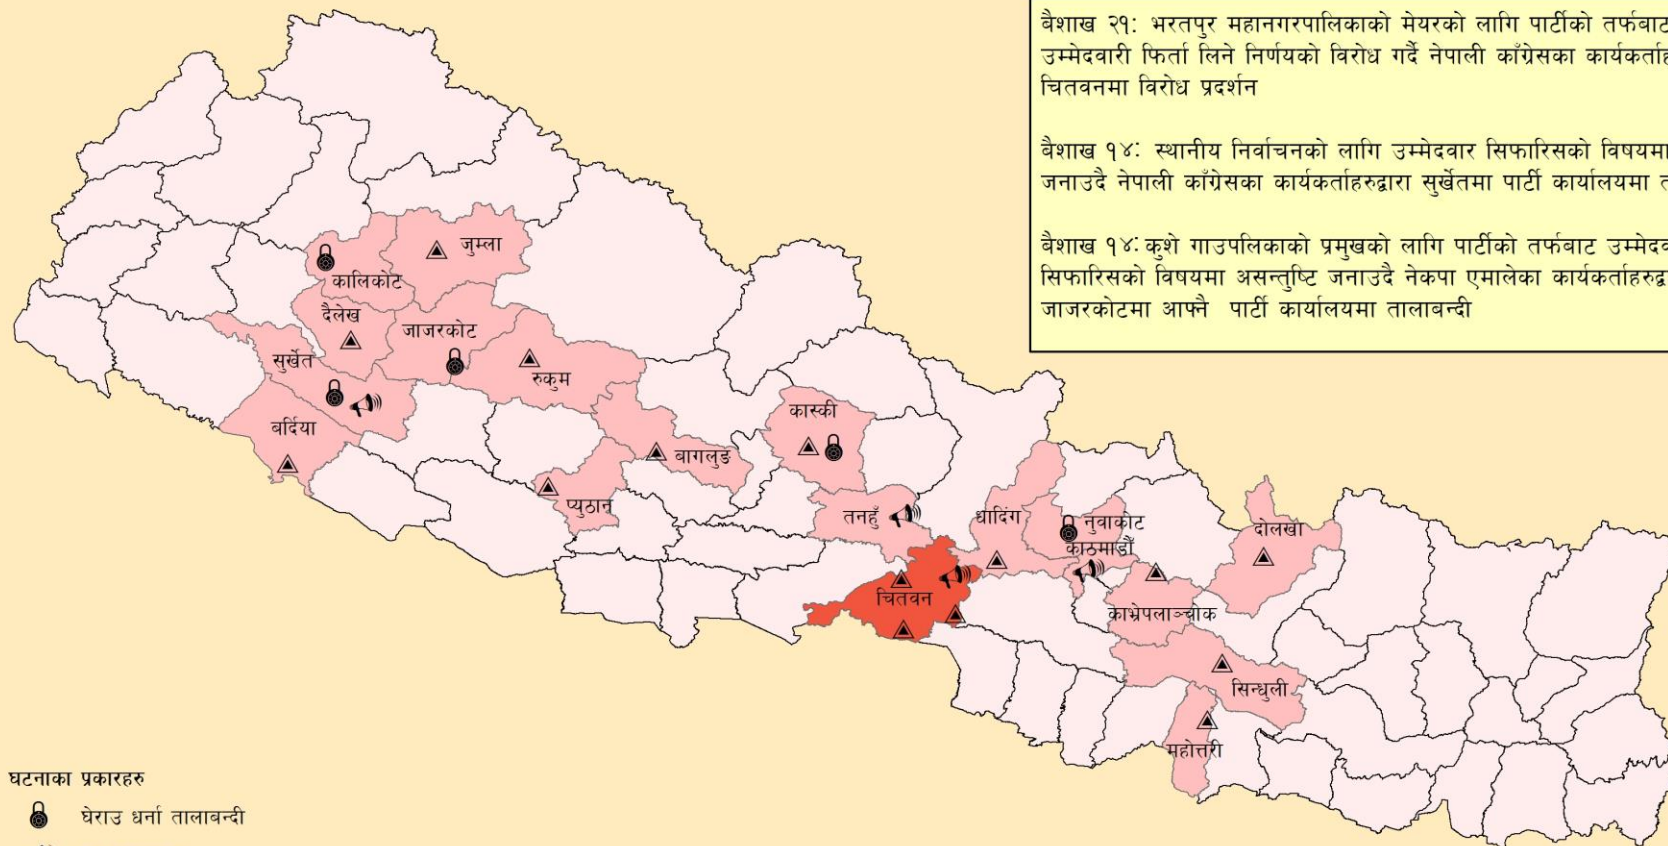 बैशाख २१: भरतपुर महानगरपालिकाको मेयरको लागि पार्टीको तर्फबाट
उम्मेदवारी फिर्ता लिने निर्णयको विरोध गर्दै नेपाली काँग्रेसका
चितवनमा विरोध प्रदर्शन
बैशाख १४: स्थानीय निर्वाचनको लागि उम्मेदवार सिफारिसको विषयमा
जनाउदै नेपाली काँग्रेसका कार्यकर्ताहरुद्वारा सुर्खेतमा पार्टी कार्यालयमा
बैशाख १४: कुशे गाउपलिकाको प्रमुखको लागि पार्टीको तर्फबाट
सिफारिसको विषयमा असन्तुष्टि जनाउदै नेकपा एमालेका
जाजरकोटमा आफ्नै पार्टी कार्यालयमा तालाबन्दी
जुम्ला
कालिकोट
दैलेख
जाजरकोट
सुर्खेत
रुकुम
बर्दिया
कास्की
बागलुङ
प्युठान
तनहुँ
धादिंग
नुवाकोट
काठमाडौँ
दोलखा
चितवन
काभ्रेपलाञ्चोक
सिन्धुली
महोत्तरी
घटनाका प्रकारहरु
घेराउ धर्ना तालाबन्दी